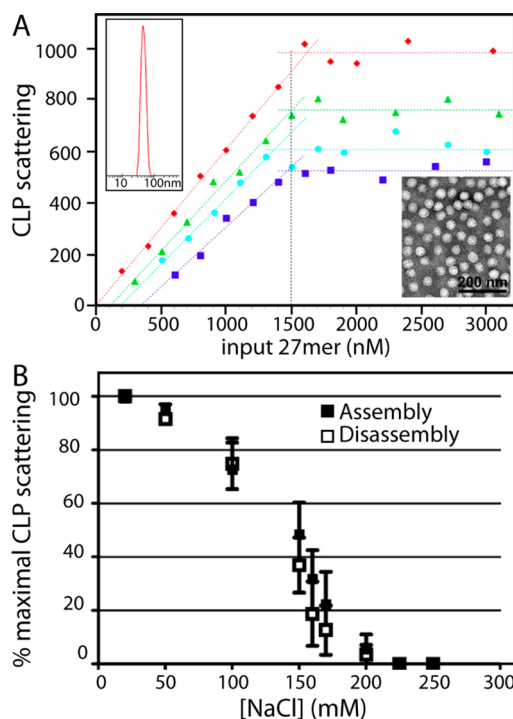 A
CLP scattering
1000
800
600
400
200
0
10 100nm
200 nm
0 500 1000 1500 2000 2500 3000
input 27mer (nM)
B
% maximal CLP scattering
100
80
60
40
20
0
Assembly
Disassembly
0 50 100 150 200 250 300
[NaCl] (mM)